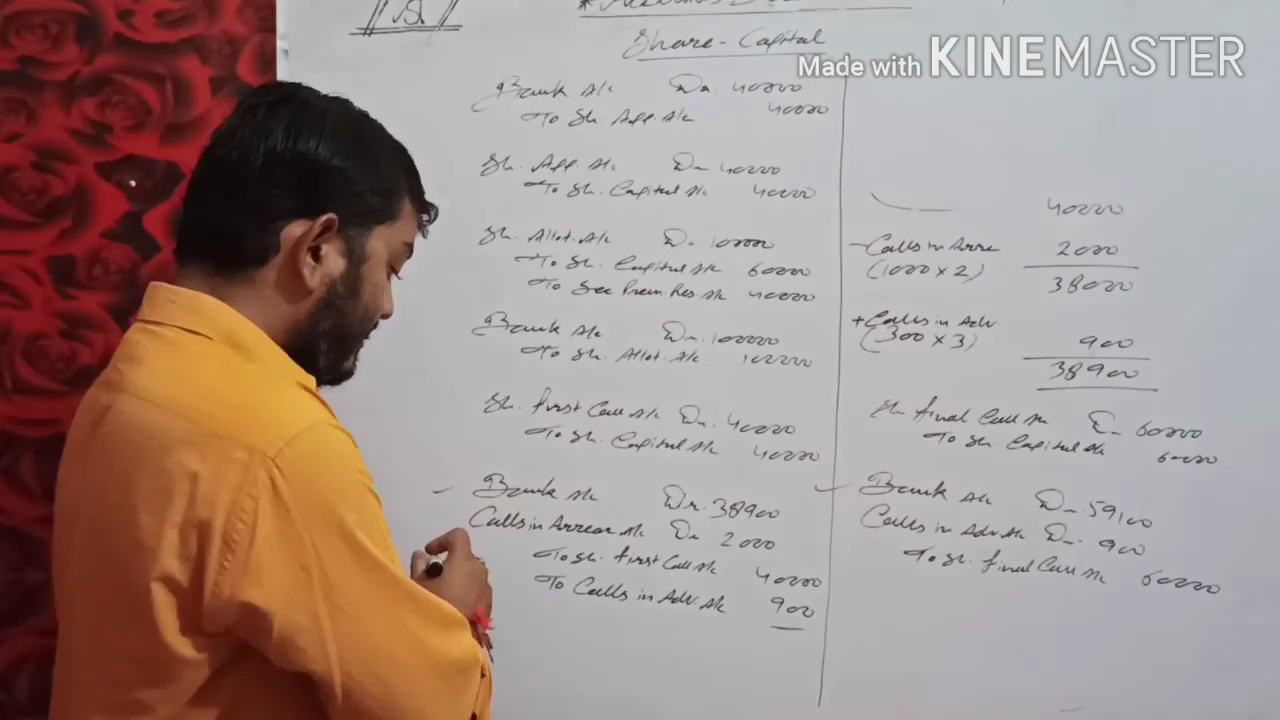 Share-Capital
Made with KINEMASTER
Bank A/c Dr. 40000
To Sh. App. A/c 40000
Sh. App. A/c Dr 40000
To Sh. Capital A/c 40000
Sh. Allot. A/c Dr. 100000
To Sh. Capital A/c 60000
To Sec Prem. Res. A/c 40000
Bank A/c Dr. 100000
To Sh. Allot. A/c 100000
Sh. first Call A/c Dr. 40000
To Sh. Capital A/c 40000
Bank A/c Dr. 38900
Calls in Arrear A/c Dr 2000
To Sh. first Call A/c 40000
To Calls in Adv. A/c 900
40000
- Calls in Arre 2000
(1000 x 2) 38000
+ Calls in Adv.
(300 x 3) 900
38900
Sh final Call A/c Dr 60000
To Sh. Capital A/c 60000
Bank A/c Dr 59100
Calls in Adv. A/c Dr. 900
To Sh. final Call A/c 60000